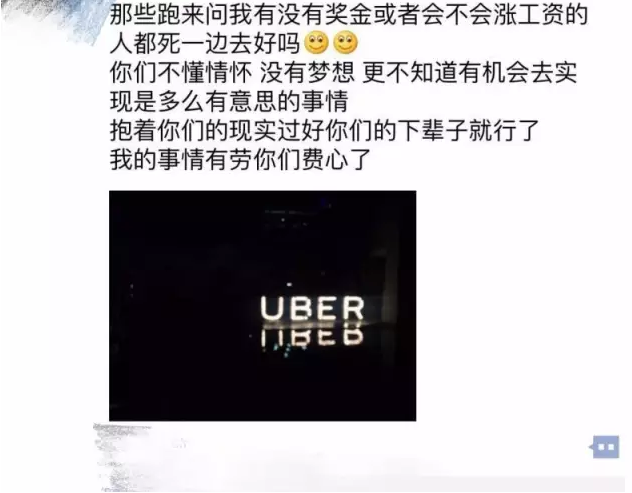 那些跑来问我有没有奖金或者会不会涨工资的
人都死一边去好吗
你们不懂情怀 没有梦想 更不知道有机会去实
现是多么有意思的事情
抱着你们的现实过好你们的下辈子就行了
我的事情有劳你们费心了
UBER